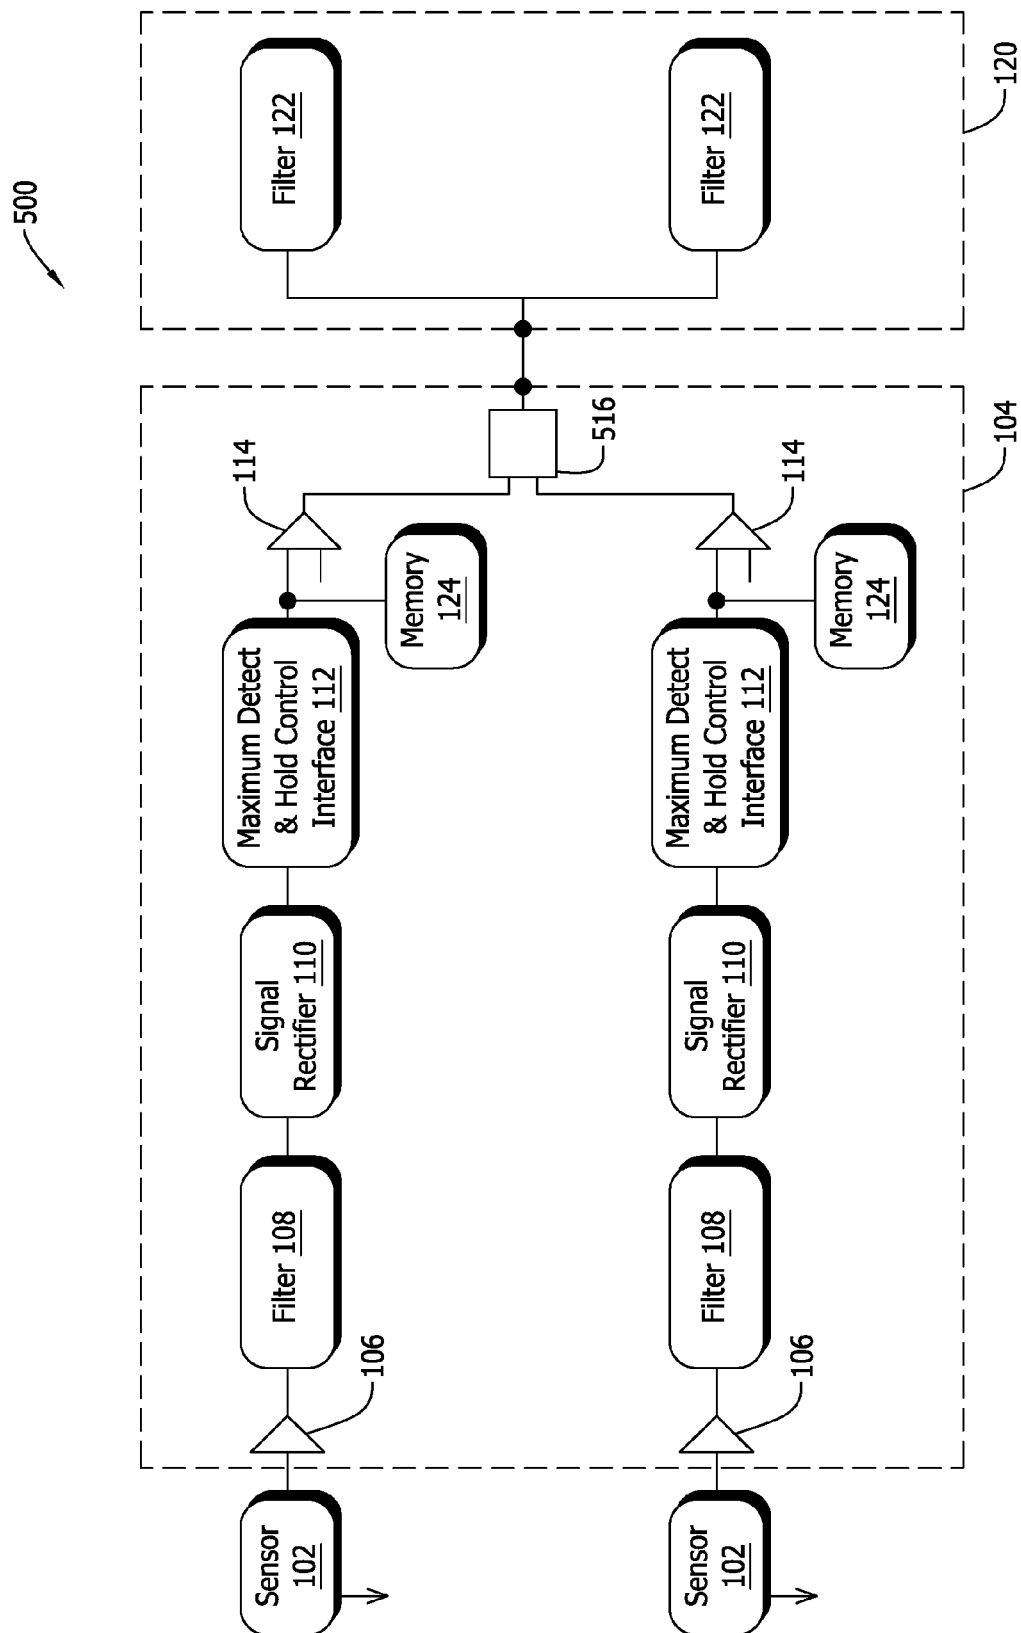 500
Sensor
102
106
Filter 108
Signal
Rectifier 110
Maximum Detect
& Hold Control
Interface 112
Memory
124
114
516
Filter 122
Sensor
102
106
Filter 108
Signal
Rectifier 110
Maximum Detect
& Hold Control
Interface 112
Memory
124
114
Filter 122
104
120